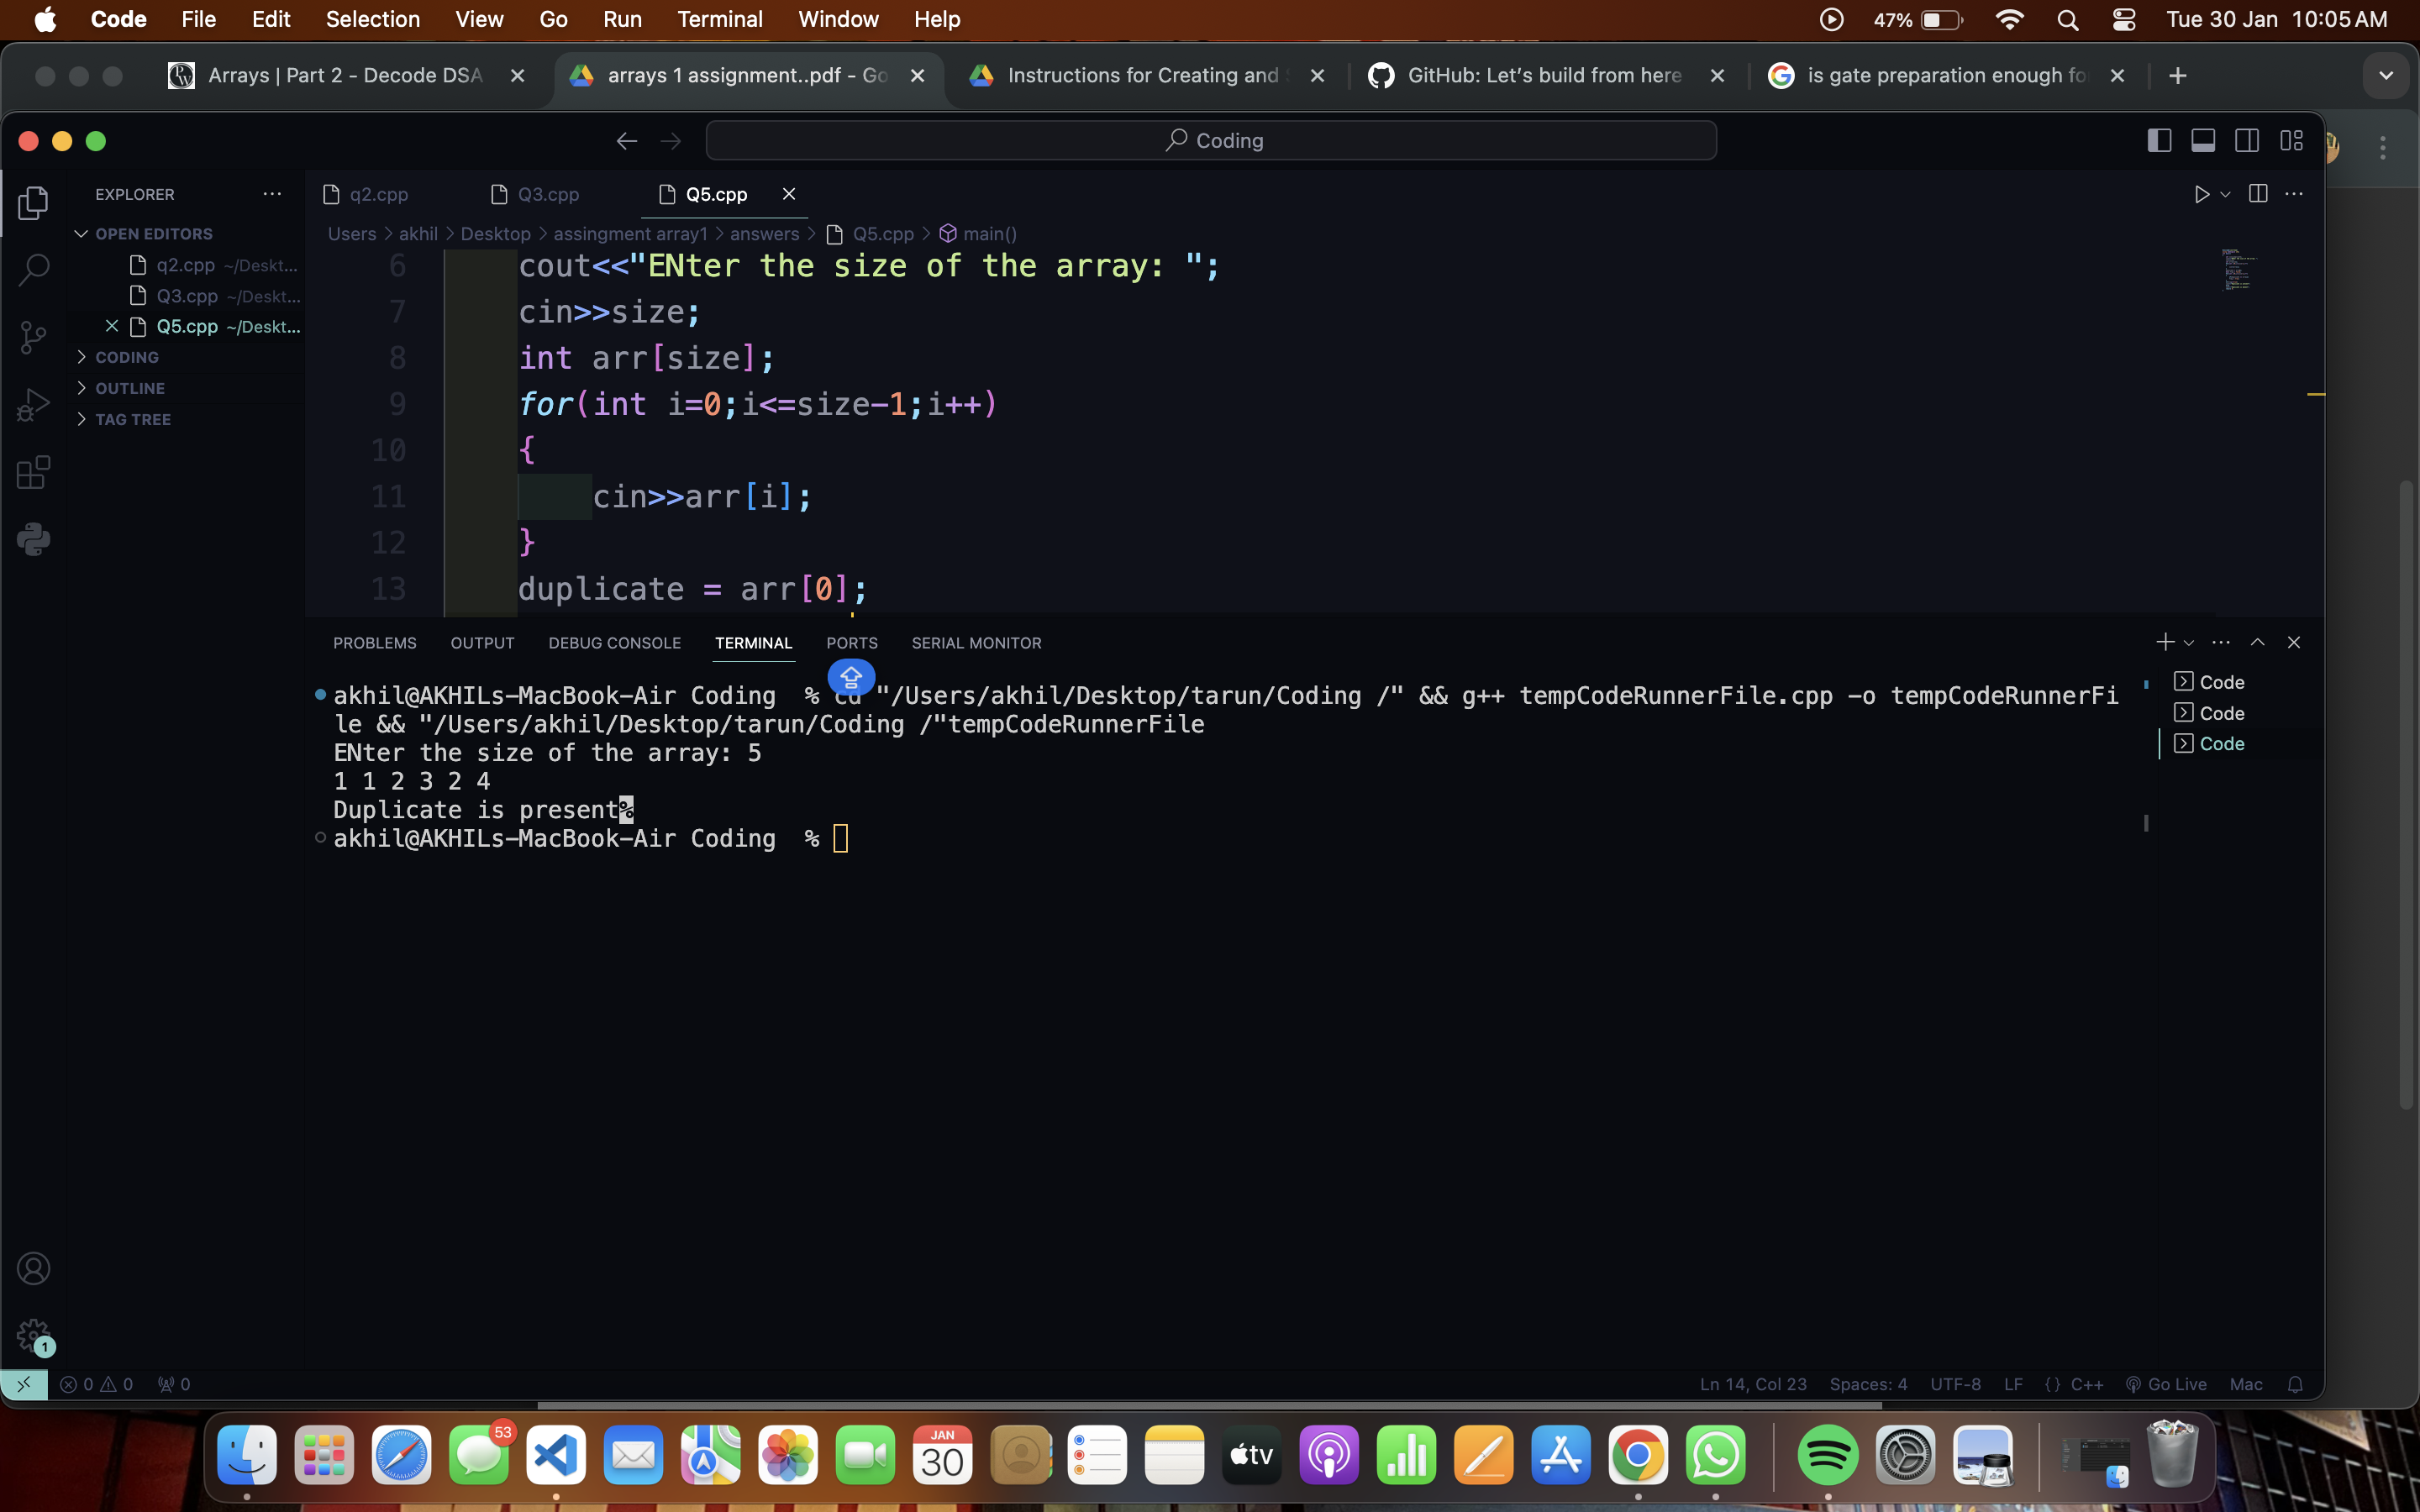 Code File Edit Selection View Go Run Terminal Window Help 47% Tue 30 Jan 10:05 AM
Arrays | Part 2 - Decode DSA arrays 1 assignment..pdf - Go Instructions for Creating and GitHub: Let's build from here is gate preparation enough fo
Coding
EXPLORER
q2.cpp Q3.cpp Q5.cpp
OPEN EDITORS
q2.cpp ~/Deskt...
Q3.cpp ~/Deskt...
Q5.cpp ~/Deskt...
CODING
OUTLINE
TAG TREE
Users > akhil > Desktop > assingment array1 > answers > Q5.cpp > main()
6 cout<<"ENter the size of the array: ";
7 cin>>size;
8 int arr[size];
9 for(int i=0;i<=size-1;i++)
10 {
11 cin>>arr[i];
12 }
13 duplicate = arr[0];
PROBLEMS OUTPUT DEBUG CONSOLE TERMINAL PORTS SERIAL MONITOR
akhil@AKHILs-MacBook-Air Coding % cd "/Users/akhil/Desktop/tarun/Coding /" && g++ tempCodeRunnerFile.cpp -o tempCodeRunnerFi
le && "/Users/akhil/Desktop/tarun/Coding /"tempCodeRunnerFile
ENter the size of the array: 5
1 1 2 3 2 4
Duplicate is present%
akhil@AKHILs-MacBook-Air Coding %
Code
Code
Code
1
0 0 0 Ln 14, Col 23 Spaces: 4 UTF-8 LF {} C++ Go Live Mac
53
JAN
30
tv